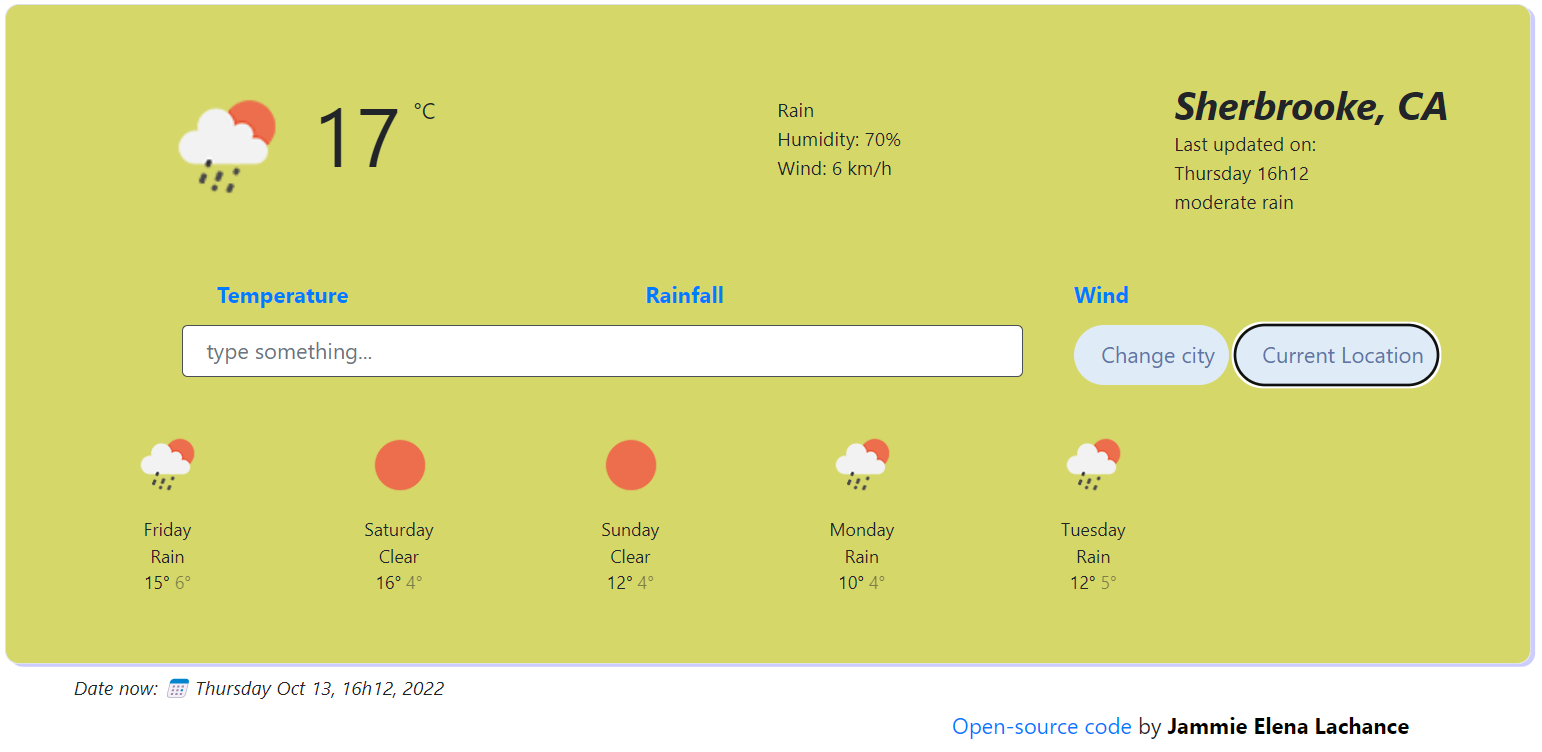 17 °C
Rain
Humidity: 70%
Wind: 6 km/h
Sherbrooke, CA
Last updated on:
Thursday 16h12
moderate rain
Temperature Rainfall Wind
type something... Change city Current Location
Friday Saturday Sunday Monday Tuesday
Rain Clear Clear Rain Rain
15° 6° 16° 4° 12° 4° 10° 4° 12° 5°
Date now: Thursday Oct 13, 16h12, 2022
Open-source code by Jammie Elena Lachance